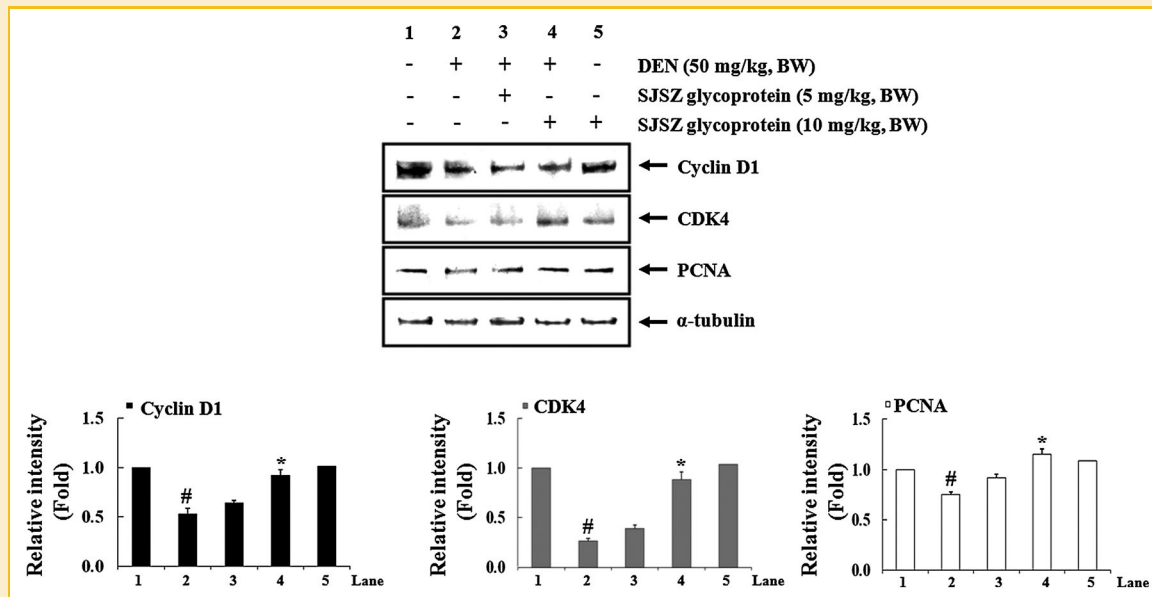 1 2 3 4 5
- + + + - DEN (50 mg/kg, BW)
- - + - - SJSZ glycoprotein (5 mg/kg, BW)
- - - + + SJSZ glycoprotein (10 mg/kg, BW)
Cyclin D1
CDK4
PCNA
α-tubulin
Relative intensity (Fold)
Cyclin D1
1.5
1.0
0.5
0.0
#
*
1 2 3 4 5 Lane
Relative intensity (Fold)
CDK4
1.5
1.0
0.5
0.0
#
*
1 2 3 4 5 Lane
Relative intensity (Fold)
PCNA
1.5
1.0
0.5
0.0
#
*
1 2 3 4 5 Lane